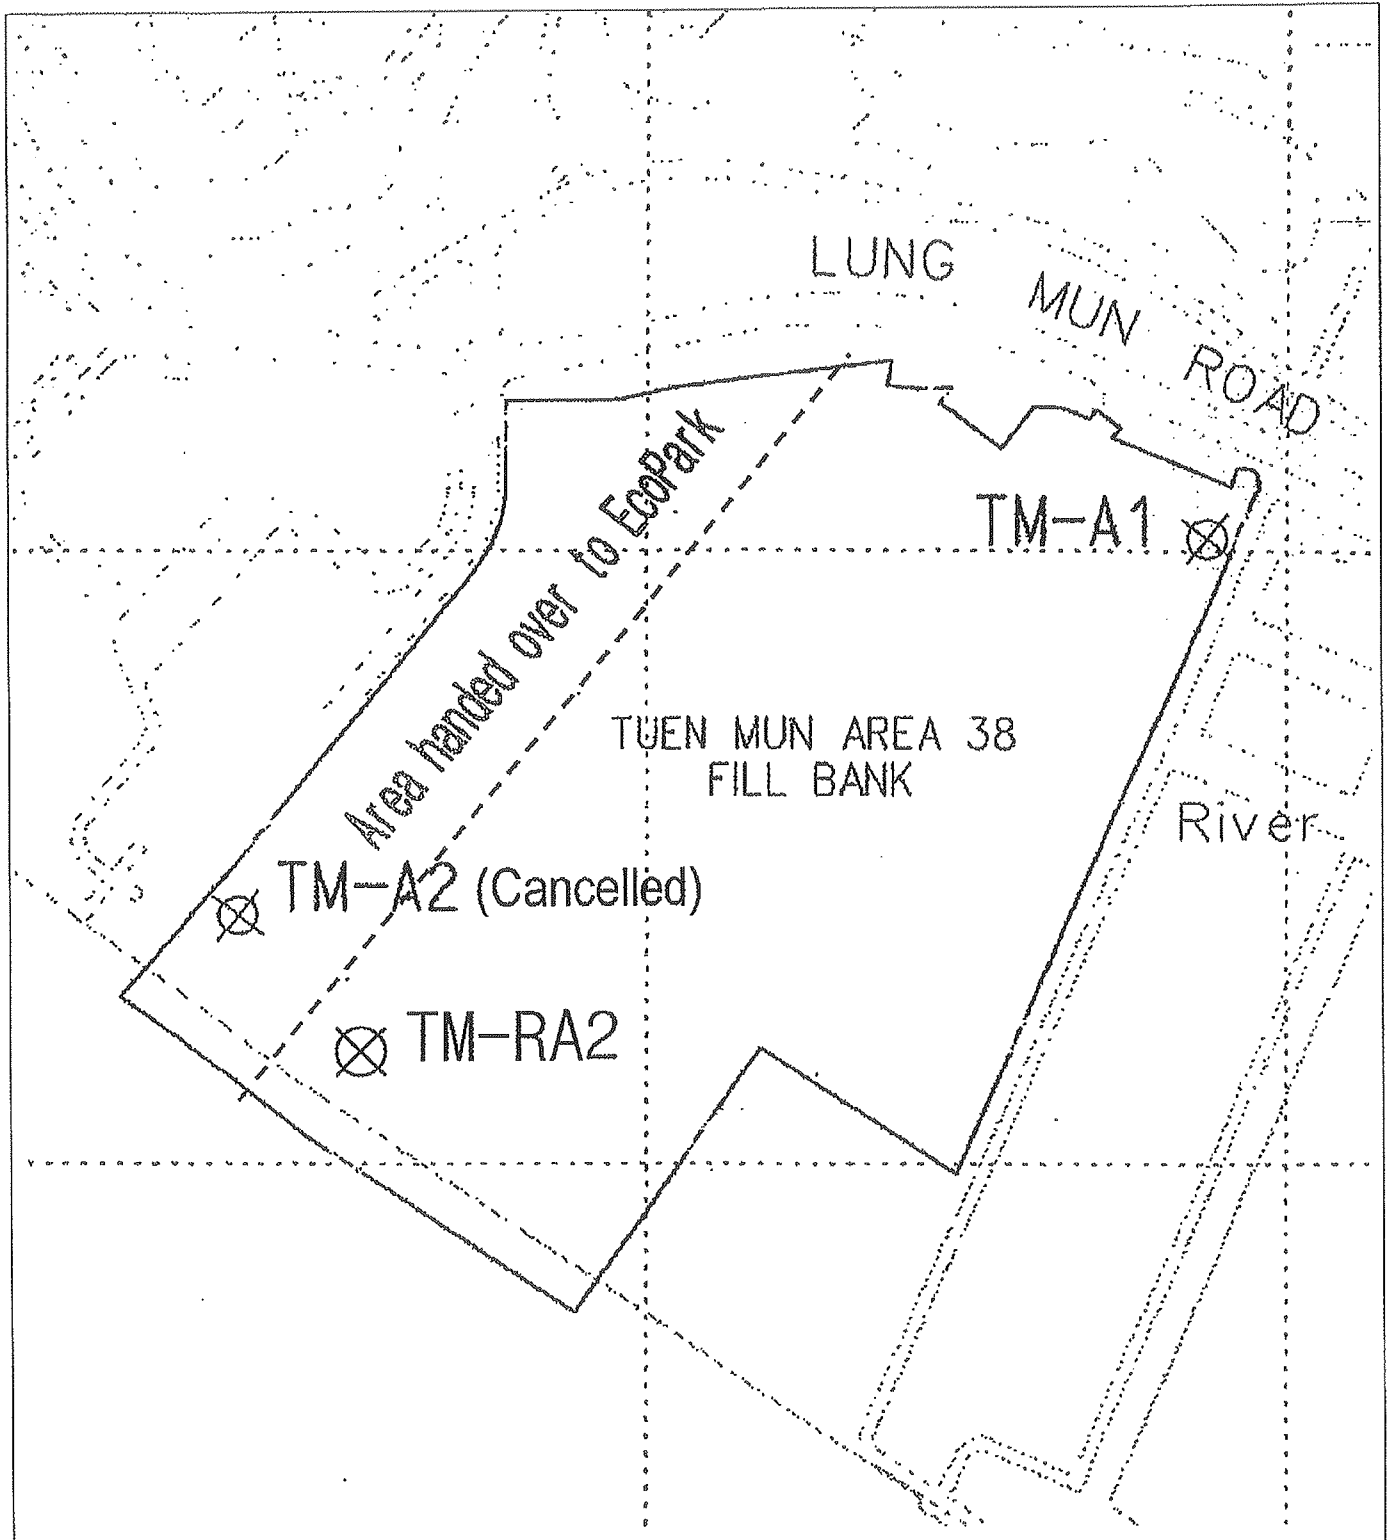 LUNG MUN ROAD
Area handed over to EcoPark
TM-A1
TUEN MUN AREA 38
FILL BANK
River
TM-A2 (Cancelled)
TM-RA2